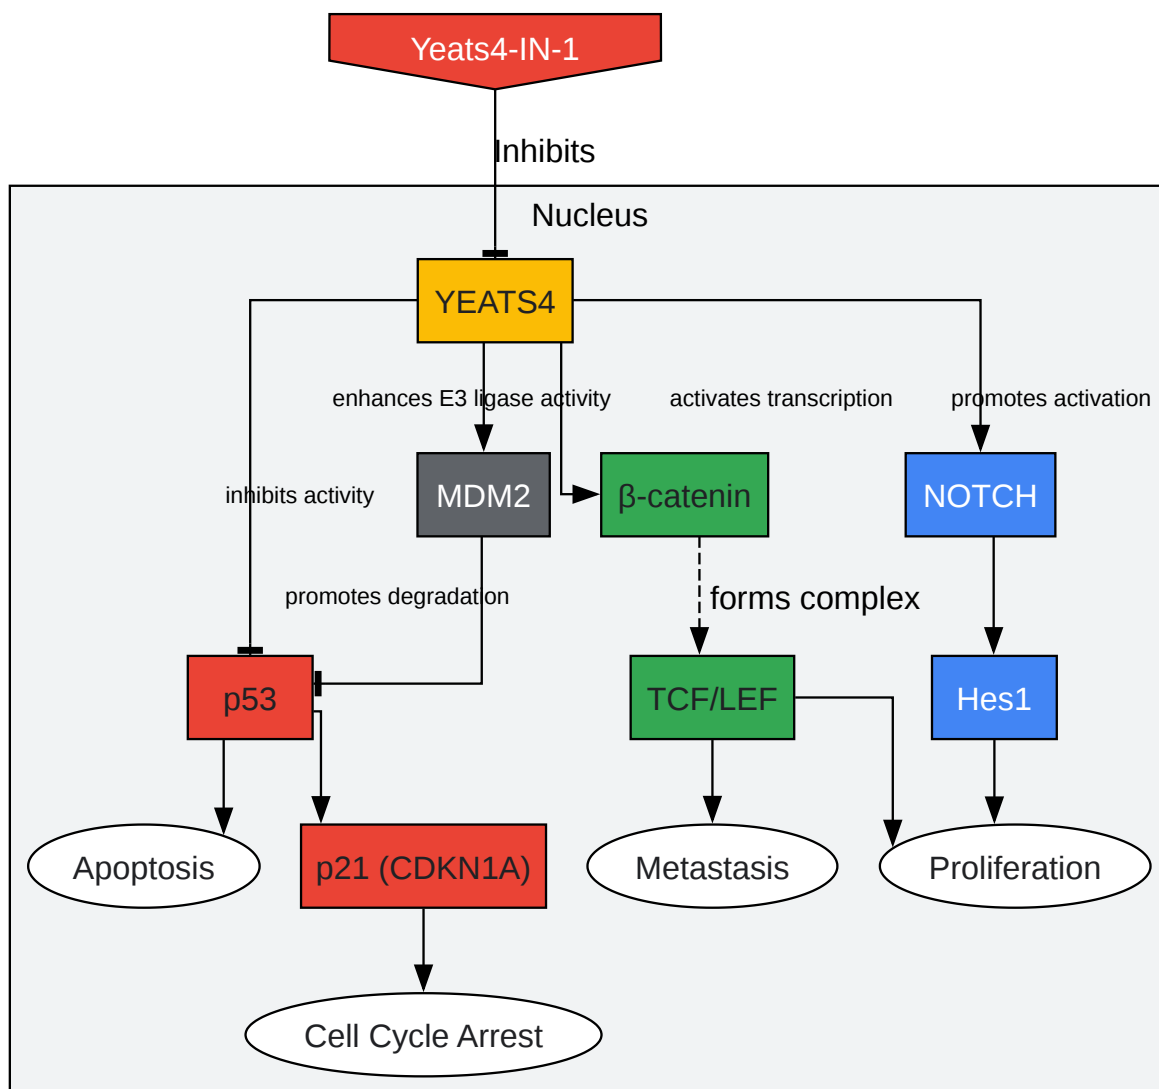 Yeats4-IN-1
Inhibits
Nucleus
YEATS4
enhances E3 ligase activity
activates transcription
promotes activation
inhibits activity
MDM2
β-catenin
NOTCH
promotes degradation
forms complex
p53
TCF/LEF
Hes1
Apoptosis
p21 (CDKN1A)
Metastasis
Proliferation
Cell Cycle Arrest